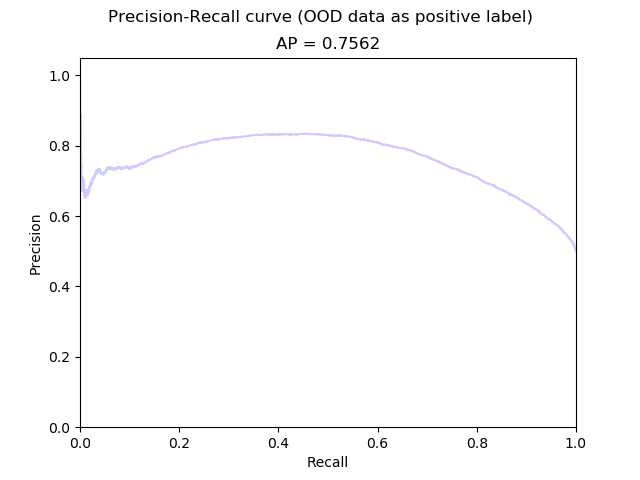 Precision-Recall curve (OOD data as positive label)
AP = 0.7562
1.0
0.8
0.6
0.4
0.2
0.0
Precision
0.0 0.2 0.4 0.6 0.8 1.0
Recall